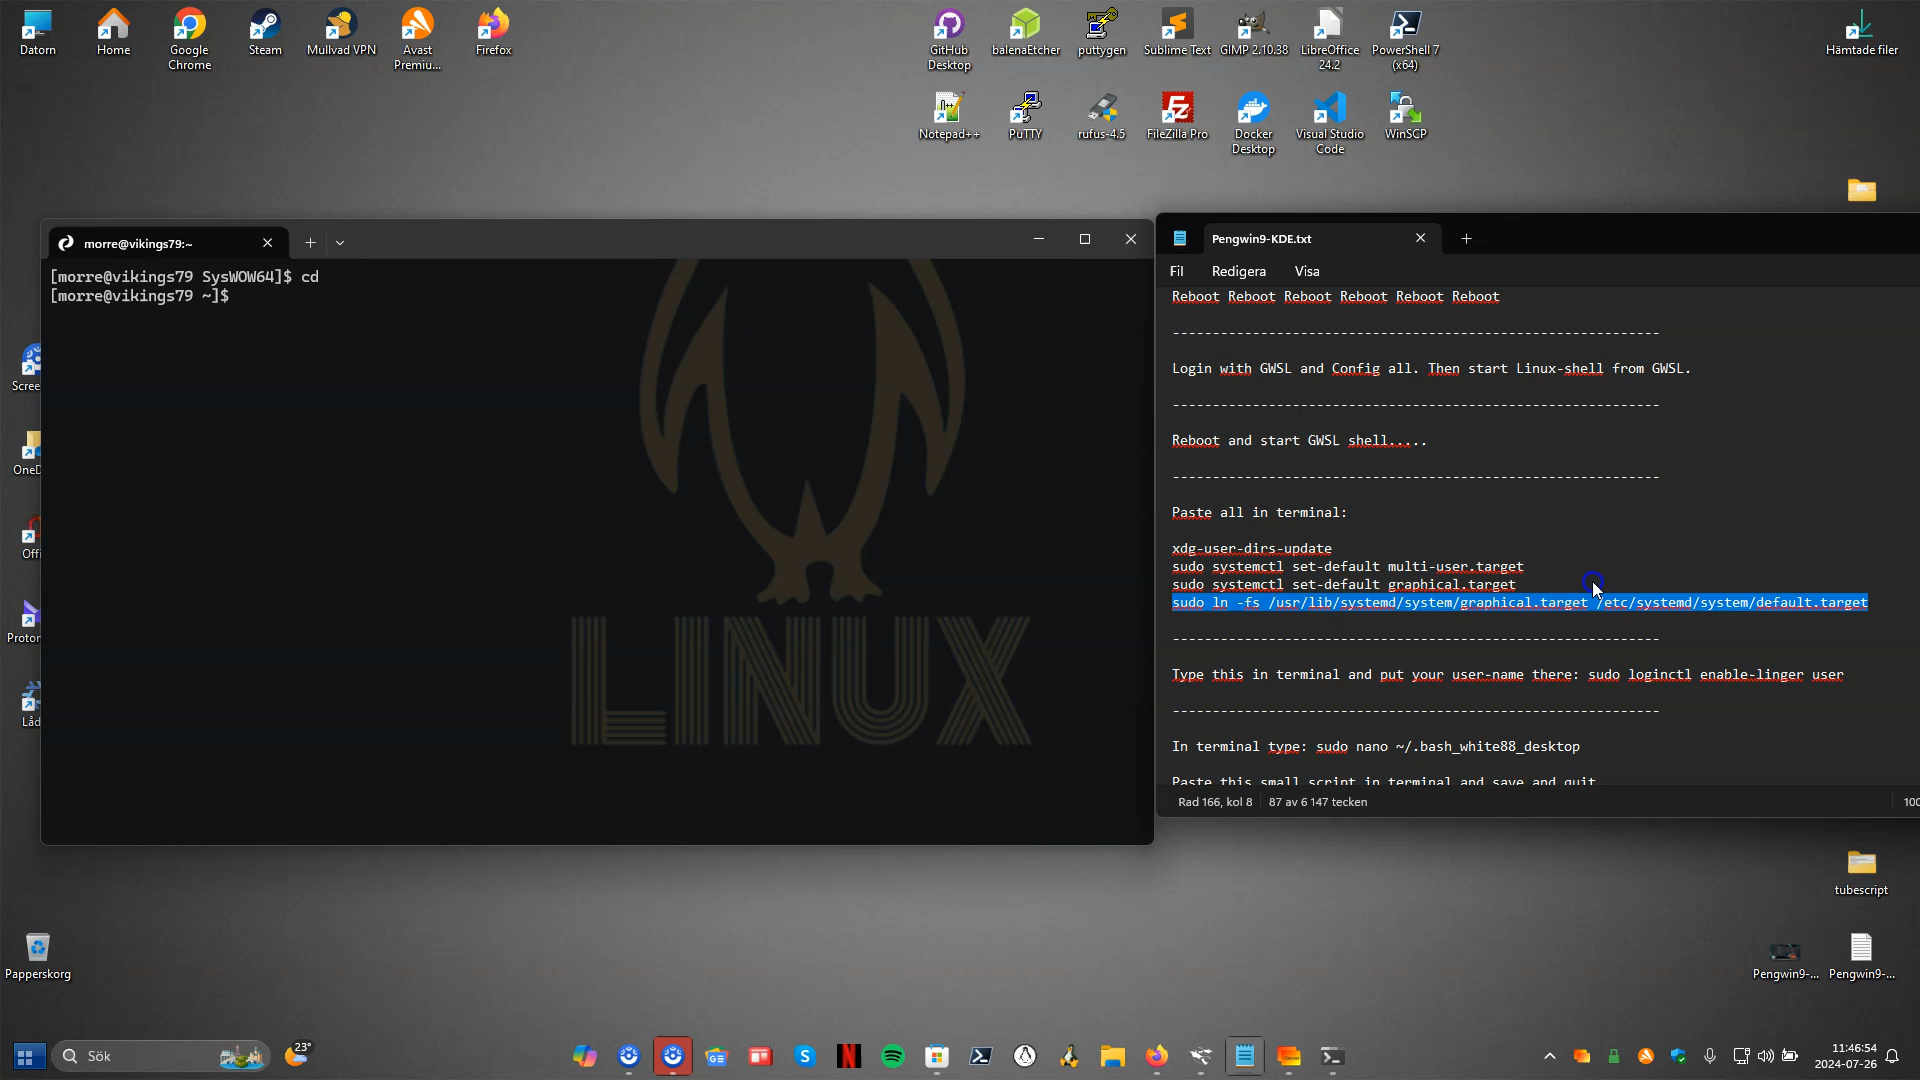 Datorn
Home
Google Chrome
Steam
Mullvad VPN
Avast Premiu...
Firefox
GitHub Desktop
balenaEtcher
puttygen
Sublime Text
GIMP 2.10.38
LibreOffice 24.2
PowerShell 7 (x64)
Hämtade filer
Notepad++
PuTTY
rufus-4.5
FileZilla Pro
Docker Desktop
Visual Studio Code
WinSCP
morre@vikings79:~
[morre@vikings79 SysWOW64]$ cd
[morre@vikings79 ~]$
LINUX
Scree
OneD
Offi
Proton
Låd
Pengwin9-KDE.txt
Fil Redigera Visa
Reboot Reboot Reboot Reboot Reboot Reboot
-------------------------------------------------------------
Login with GWSL and Config all. Then start Linux-shell from GWSL.
-------------------------------------------------------------
Reboot and start GWSL shell.....
-------------------------------------------------------------
Paste all in terminal:
xdg-user-dirs-update
sudo systemctl set-default multi-user.target
sudo systemctl set-default graphical.target
sudo ln -fs /usr/lib/systemd/system/graphical.target /etc/systemd/system/default.target
-------------------------------------------------------------
Type this in terminal and put your user-name there: sudo loginctl enable-linger user
-------------------------------------------------------------
In terminal type: sudo nano ~/.bash_white88_desktop
Paste this small script in terminal and save and quit
Rad 166, kol 8
87 av 6 147 tecken
100
tubescript
Papperskorg
Pengwin9-...
Pengwin9-...
Sök
23°
11:46:54
2024-07-26